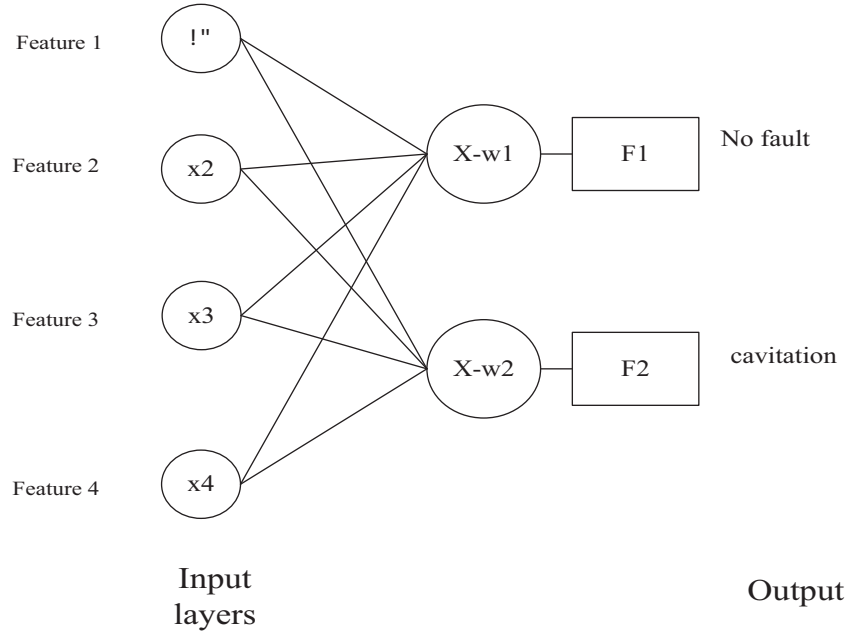 Feature 1
!"
Feature 2
x2
Feature 3
x3
Feature 4
x4
X-w1
F1
No fault
X-w2
F2
cavitation
Input
layers
Output